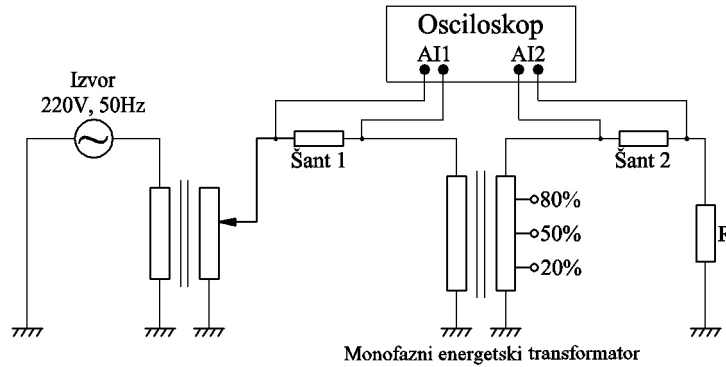 Osciloskop
AI1 AI2
Izvor
220V, 50Hz
Šant 1
Šant 2
80%
50%
20%
Monofazni energetski transformator